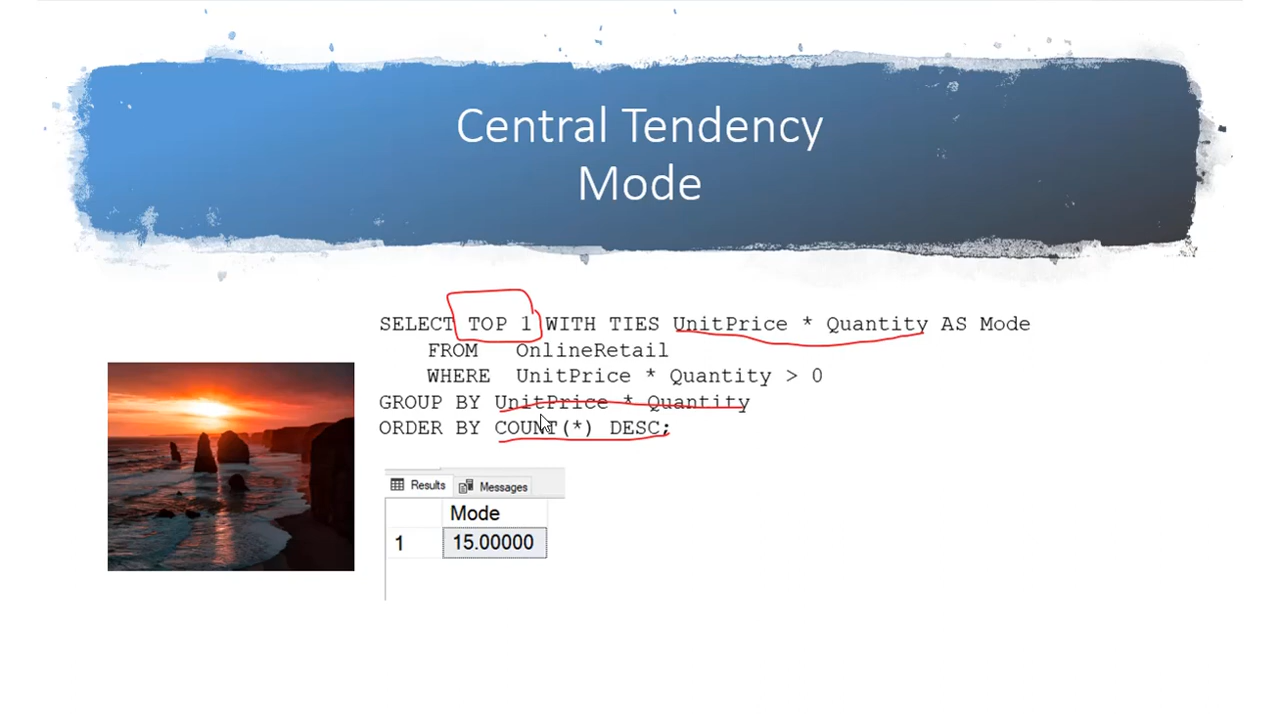 Central Tendency
Mode
SELECT TOP 1 WITH TIES UnitPrice * Quantity AS Mode
FROM OnlineRetail
WHERE UnitPrice * Quantity > 0
GROUP BY UnitPrice * Quantity
ORDER BY COUNT(*) DESC;
Results Messages
Mode
1 15.00000